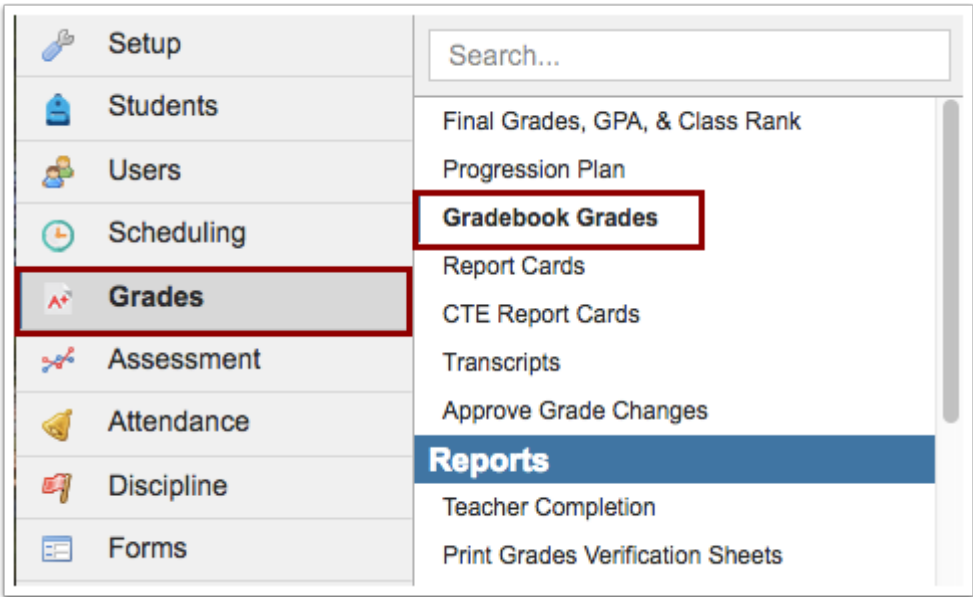 Setup
Students
Users
Scheduling
A+
Grades
Assessment
Attendance
Discipline
Forms
Search...
Final Grades, GPA, & Class Rank
Progression Plan
Gradebook Grades
Report Cards
CTE Report Cards
Transcripts
Approve Grade Changes
Reports
Teacher Completion
Print Grades Verification Sheets